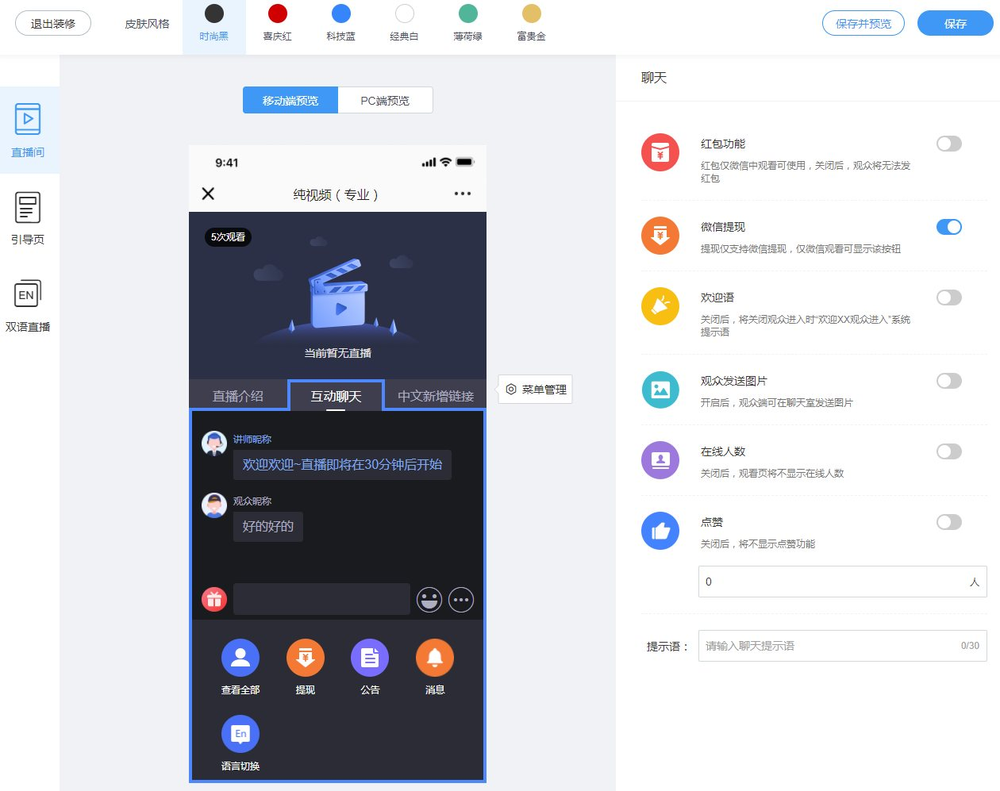 退出装修
皮肤风格
时尚黑
喜庆红
科技蓝
经典白
薄荷绿
富贵金
保存并预览
保存
直播间
引导页
EN
双语直播
移动端预览
PC端预览
9:41
纯视频（专业）
5次观看
当前暂无直播
直播介绍
互动聊天
中文新增链接
菜单管理
讲师昵称
欢迎欢迎~直播即将在30分钟后开始
观众昵称
好的好的
查看全部
提现
公告
消息
En
语言切换
聊天
红包功能
红包仅微信中观看可使用，关闭后，观众将无法发
红包
微信提现
提现仅支持微信提现，仅微信观看可显示该按钮
欢迎语
关闭后，将关闭观众进入时“欢迎XX观众进入”系统
提示语
观众发送图片
开启后，观众端可在聊天室发送图片
在线人数
关闭后，观看页将不显示在线人数
点赞
关闭后，将不显示点赞功能
0
人
提示语：
请输入聊天提示语
0/30